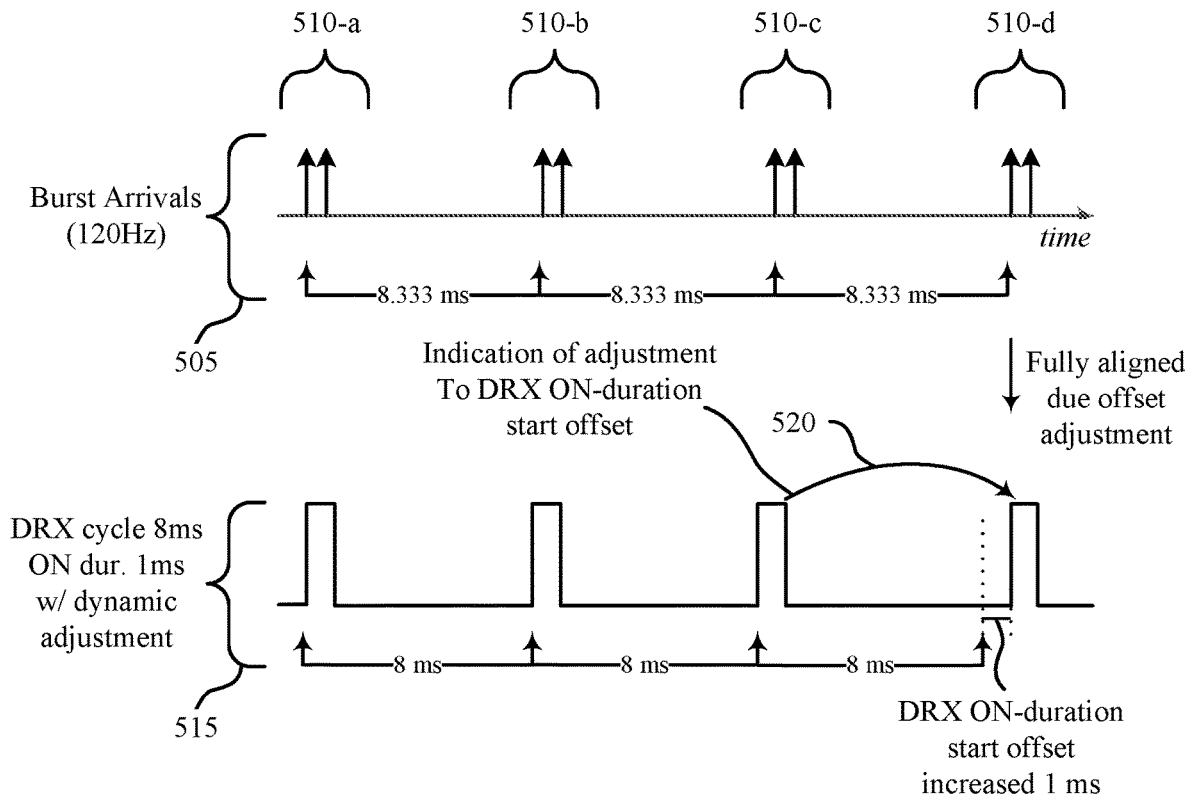 510-a
510-b
510-c
510-d
Burst Arrivals
(120Hz)
time
8.333 ms
8.333 ms
8.333 ms
505
Indication of adjustment
To DRX ON-duration
start offset
520
Fully aligned
due offset
adjustment
DRX cycle 8ms
ON dur. 1ms
w/ dynamic
adjustment
8 ms
8 ms
8 ms
515
DRX ON-duration
start offset
increased 1 ms